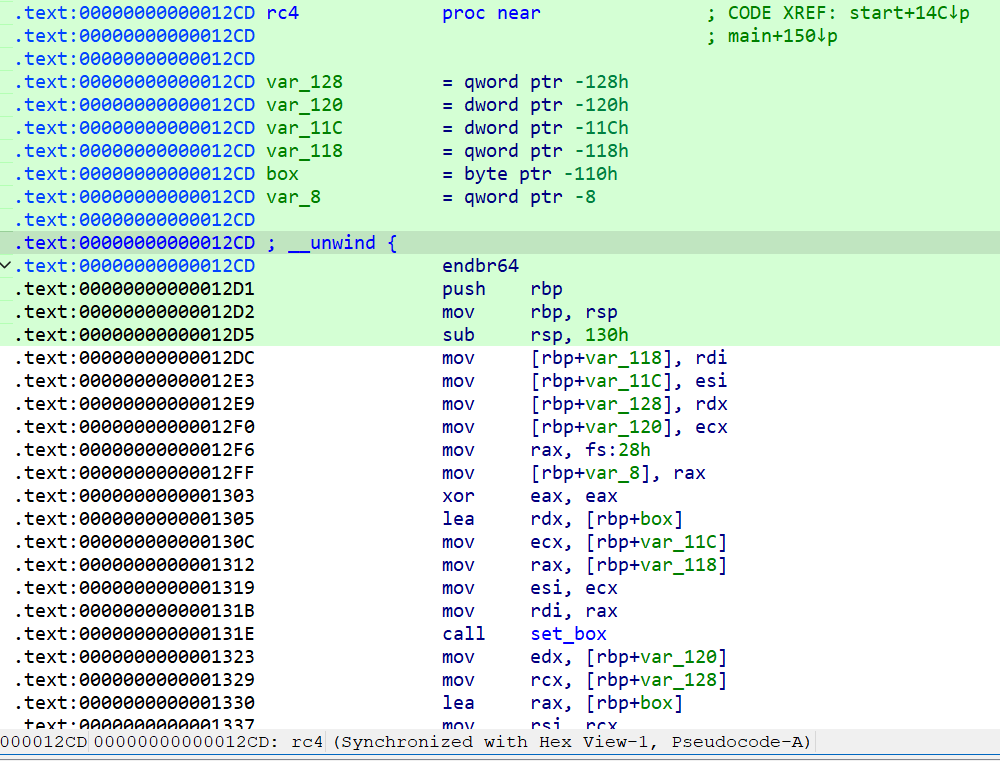 .text:00000000000012CD rc4 proc near ; CODE XREF: start+14C↓p
.text:00000000000012CD ; main+150↓p
.text:00000000000012CD
.text:00000000000012CD var_128 = qword ptr -128h
.text:00000000000012CD var_120 = dword ptr -120h
.text:00000000000012CD var_11C = dword ptr -11Ch
.text:00000000000012CD var_118 = qword ptr -118h
.text:00000000000012CD box = byte ptr -110h
.text:00000000000012CD var_8 = qword ptr -8
.text:00000000000012CD
.text:00000000000012CD ; __unwind {
.text:00000000000012CD endbr64
.text:00000000000012D1 push rbp
.text:00000000000012D2 mov rbp, rsp
.text:00000000000012D5 sub rsp, 130h
.text:00000000000012DC mov [rbp+var_118], rdi
.text:00000000000012E3 mov [rbp+var_11C], esi
.text:00000000000012E9 mov [rbp+var_128], rdx
.text:00000000000012F0 mov [rbp+var_120], ecx
.text:00000000000012F6 mov rax, fs:28h
.text:00000000000012FF mov [rbp+var_8], rax
.text:0000000000001303 xor eax, eax
.text:0000000000001305 lea rdx, [rbp+box]
.text:000000000000130C mov ecx, [rbp+var_11C]
.text:0000000000001312 mov rax, [rbp+var_118]
.text:0000000000001319 mov esi, ecx
.text:000000000000131B mov rdi, rax
.text:000000000000131E call set_box
.text:0000000000001323 mov edx, [rbp+var_120]
.text:0000000000001329 mov rcx, [rbp+var_128]
.text:0000000000001330 lea rax, [rbp+box]
.text:0000000000001337 mov rsi, rcx
000012CD 00000000000012CD: rc4 (Synchronized with Hex View-1, Pseudocode-A)